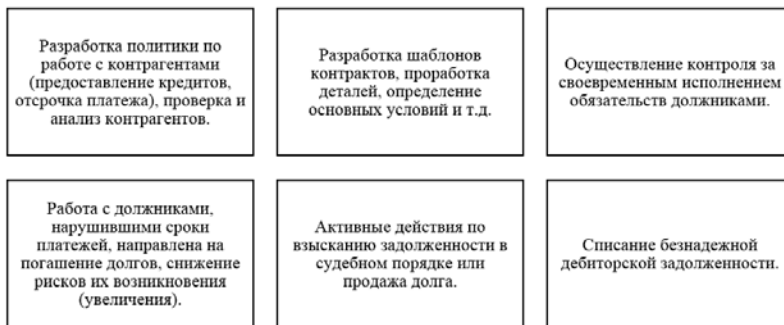 Разработка политики по
работе с контрагентами
(предоставление кредитов,
отсрочка платежа), проверка и
анализ контрагентов.
Разработка шаблонов
контрактов, проработка
деталей, определение
основных условий и т.д.
Осуществление контроля за
своевременным исполнением
обязательств должниками.
Работа с должниками,
нарушившими сроки
платежей, направлена на
погашение долгов, снижение
рисков их возникновения
(увеличения).
Активные действия по
взысканию задолженности в
судебном порядке или
продажа долга.
Списание безнадежной
дебиторской задолженности.